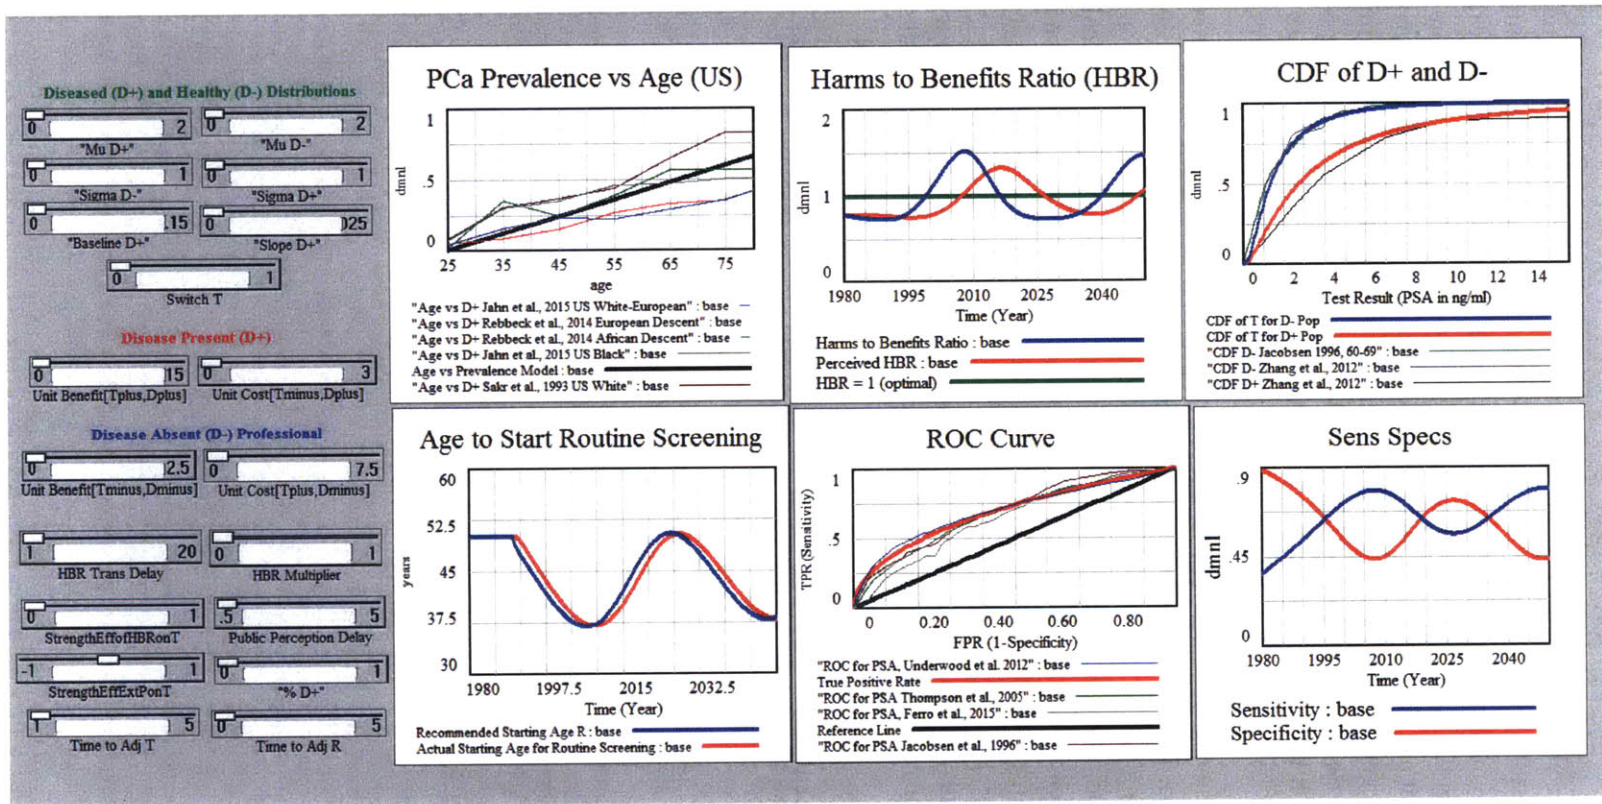 Diseased (D+) and Healthy (D-) Distributions
0 2 0 2
"Mu D+" "Mu D-"
0 1 0 1
"Sigma D-" "Sigma D+"
0 .15 0 025
"Baseline D+" "Slope D+"
0 1
Switch T
Disease Present (D+)
0 15 0 3
Unit Benefit[Tplus,Dplus] Unit Cost[Tminus,Dplus]
Disease Absent (D-) Professional
0 2.5 0 7.5
Unit Benefit[Tminus,Dminus] Unit Cost[Tplus,Dminus]
1 20 0 1
HBR Trans Delay HBR Multiplier
0 1 .5 5
StrengthEffofHBRonT Public Perception Delay
-1 1 0 1
StrengthEffExtPonT "% D+"
1 5 0 5
Time to Adj T Time to Adj R
PCa Prevalence vs Age (US)
1
.5
0
dmnl
25 35 45 55 65 75
age
"Age vs D+ Jahn et al., 2015 US White-European" : base
"Age vs D+ Rebbeck et al., 2014 European Descent" : base
"Age vs D+ Rebbeck et al., 2014 African Descent" : base
"Age vs D+ Jahn et al., 2015 US Black" : base
Age vs Prevalence Model : base
"Age vs D+ Sakr et al., 1993 US White" : base
Harms to Benefits Ratio (HBR)
2
1
0
dmnl
1980 1995 2010 2025 2040
Time (Year)
Harms to Benefits Ratio : base
Perceived HBR : base
HBR = 1 (optimal)
CDF of D+ and D-
1
.5
0
dmnl
0 2 4 6 8 10 12 14
Test Result (PSA in ng/ml)
CDF of T for D- Pop
CDF of T for D+ Pop
"CDF D- Jacobsen 1996, 60-69" : base
"CDF D- Zhang et al., 2012" : base
"CDF D+ Zhang et al., 2012" : base
Age to Start Routine Screening
60
52.5
45
37.5
30
years
1980 1997.5 2015 2032.5
Time (Year)
Recommended Starting Age R : base
Actual Starting Age for Routine Screening : base
ROC Curve
1
.5
0
TPR (Sensitivity)
0 0.20 0.40 0.60 0.80
FPR (1-Specificity)
"ROC for PSA, Underwood et al. 2012" : base
True Positive Rate
"ROC for PSA Thompson et al., 2005" : base
"ROC for PSA, Ferro et al., 2015" : base
Reference Line
"ROC for PSA Jacobsen et al., 1996" : base
Sens Specs
.9
.45
0
dmnl
1980 1995 2010 2025 2040
Time (Year)
Sensitivity : base
Specificity : base